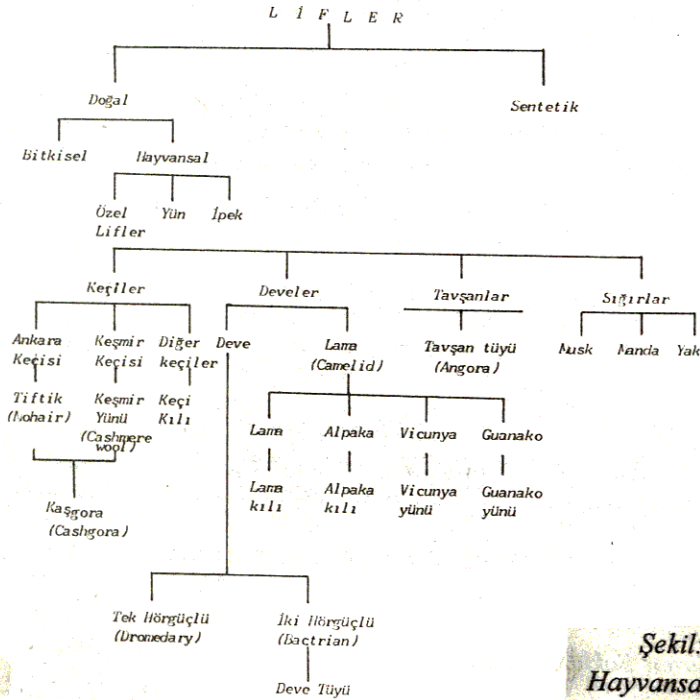 LİFLER
Doğal
Sentetik
Bitkisel Hayvansal
Özel Yün İpek
Lifler
Keçiler Develer Tavşanlar Sığırlar
Ankara Keşmir Diğer Deve Lama Tavşan tüyü Musk Manda Yak
Keçisi Keçisi keçiler (Camelid) (Angora)
Tiftik Keşmir Keçi
(Mohair) Yünü Kılı
(Cashmere
wool)
Lama Alpaka Vicunya Guanako
Lama Alpaka Vicunya Guanako
kılı kılı yünü yünü
Kaşgora
(Cashgora)
Tek Hörgüçlü İki Hörgüçlü
(Dromedary) (Bactrian)
Deve Tüyü
Şekil: